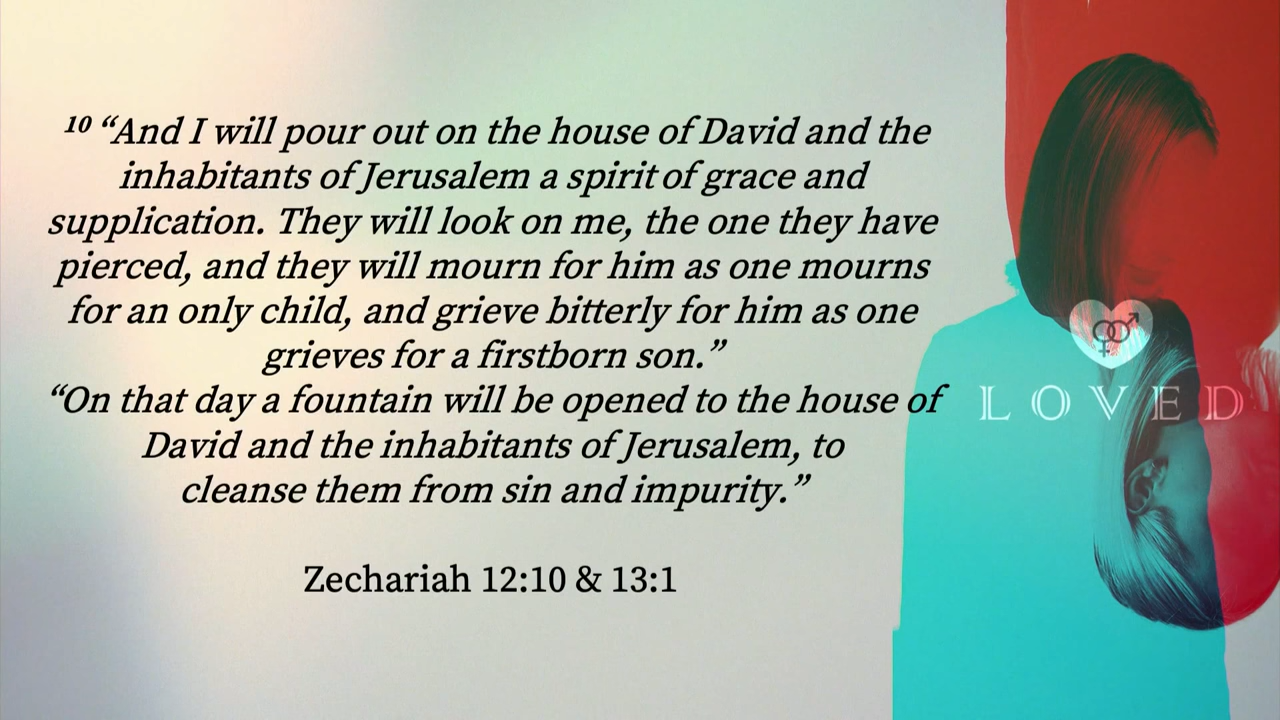 ¹⁰ “And I will pour out on the house of David and the
inhabitants of Jerusalem a spirit of grace and
supplication. They will look on me, the one they have
pierced, and they will mourn for him as one mourns
for an only child, and grieve bitterly for him as one
grieves for a firstborn son.”
“On that day a fountain will be opened to the house of
David and the inhabitants of Jerusalem, to
cleanse them from sin and impurity.”
Zechariah 12:10 & 13:1
LOVED